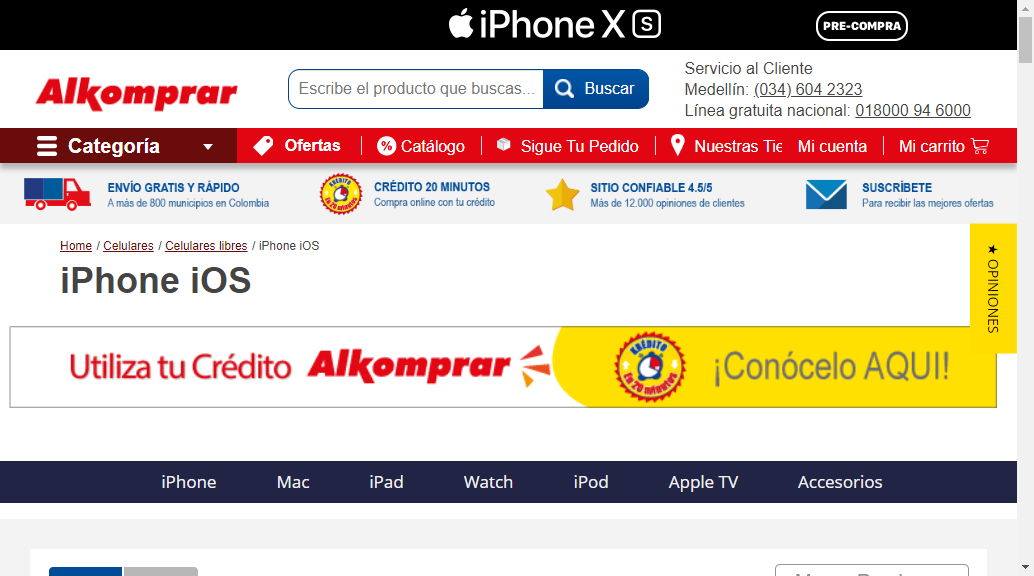 iPhone XS
PRE-COMPRA
Alkomprar
Escribe el producto que buscas...
Buscar
Servicio al Cliente
Medellín: (034) 604 2323
Línea gratuita nacional: 018000 94 6000
Categoría
Ofertas
Catálogo
Sigue Tu Pedido
Nuestras Tie
Mi cuenta
Mi carrito
ENVÍO GRATIS Y RÁPIDO
A más de 800 municipios en Colombia
KRÉDITO
En 20 minutos
CRÉDITO 20 MINUTOS
Compra online con tu crédito
SITIO CONFIABLE 4.5/5
Más de 12.000 opiniones de clientes
SUSCRÍBETE
Para recibir las mejores ofertas
Home / Celulares / Celulares libres / iPhone iOS
iPhone iOS
★ OPINIONES
Utiliza tu Crédito Alkomprar
KRÉDITO
En 20 minutos
¡Conócelo AQUI!
iPhone
Mac
iPad
Watch
iPod
Apple TV
Accesorios